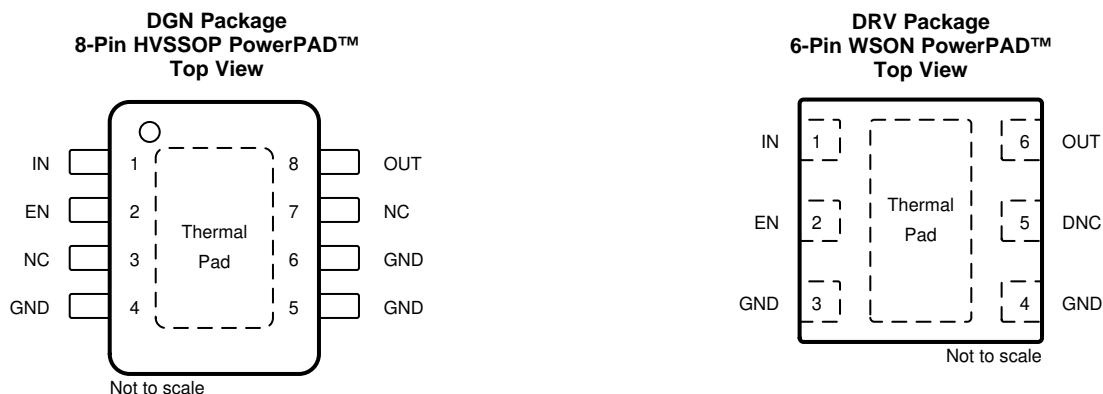 DGN Package
8-Pin HVSSOP PowerPAD™
Top View
IN 1 8 OUT
EN 2 7 NC
NC 3 6 GND
GND 4 5 GND
Thermal
Pad
Not to scale
DRV Package
6-Pin WSON PowerPAD™
Top View
IN 1 6 OUT
EN 2 5 DNC
GND 3 4 GND
Thermal
Pad
Not to scale